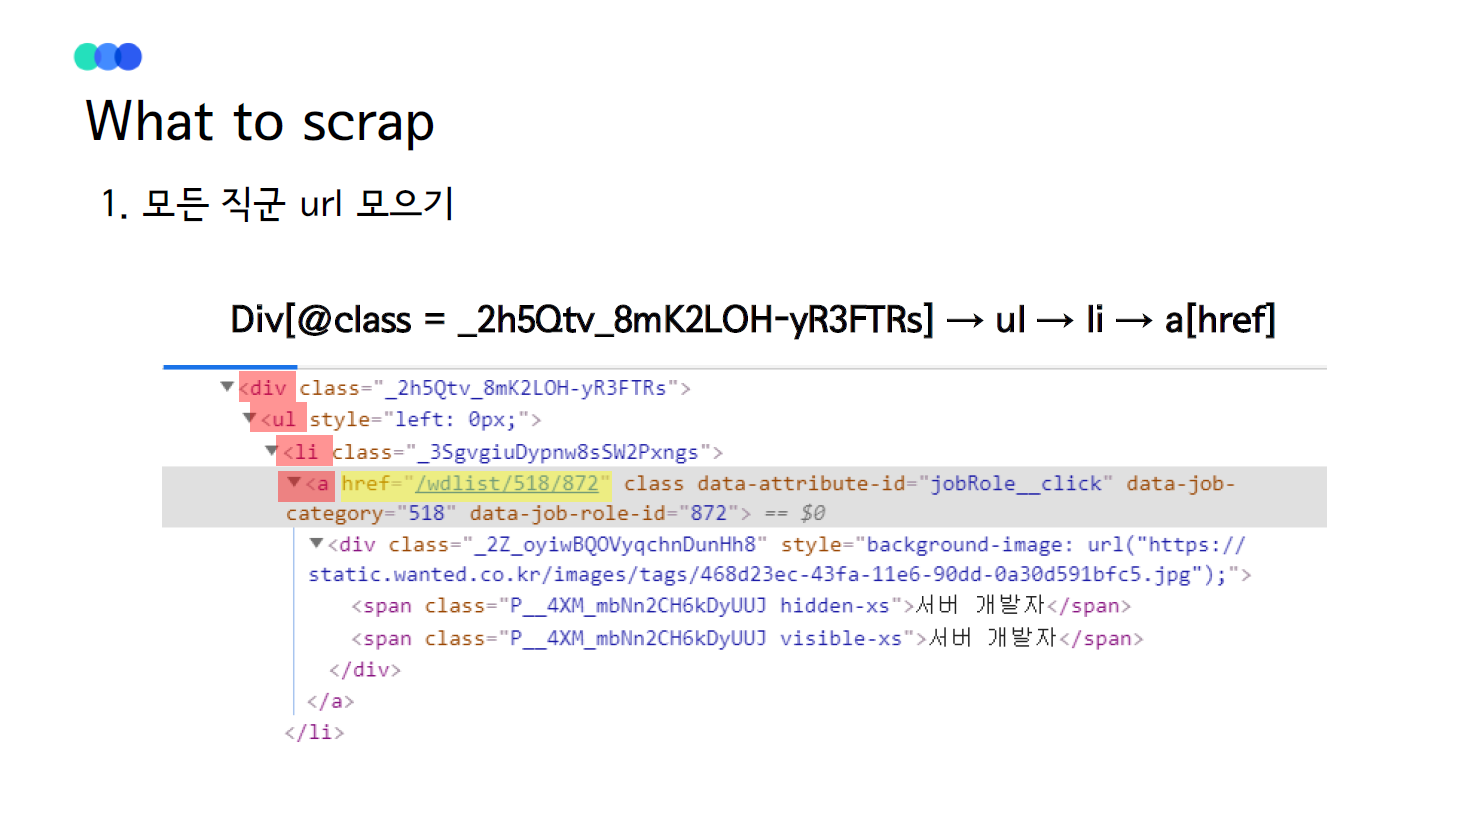 What to scrap
1. 모든 직군 url 모으기
Div[@class = _2h5Qtv_8mK2LOH-yR3FTRs] → ul → li → a[href]
▼<div class="_2h5Qtv_8mK2LOH-yR3FTRs">
▼<ul style="left: 0px;">
▼<li class="_3SgvgiuDypnw8sSW2Pxngs">
▼<a href="/wdlist/518/872" class data-attribute-id="jobRole__click" data-job-
category="518" data-job-role-id="872"> == $0
▼<div class="_2Z_oyiwBQOVyqchnDunHh8" style="background-image: url("https://
static.wanted.co.kr/images/tags/468d23ec-43fa-11e6-90dd-0a30d591bfc5.jpg");">
<span class="P__4XM_mbNn2CH6kDyUUJ hidden-xs">서버 개발자</span>
<span class="P__4XM_mbNn2CH6kDyUUJ visible-xs">서버 개발자</span>
</div>
</a>
</li>